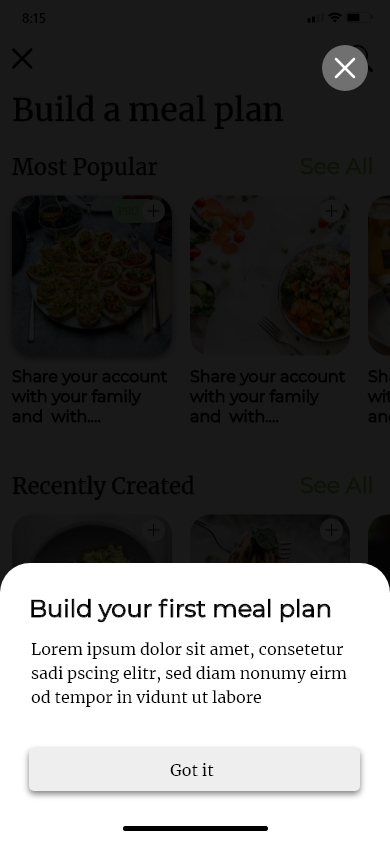 8:15
Build a meal plan
Most Popular
See All
Share your account
with your family
and with....
Share your account
with your family
and with....
Sh
wit
an
Recently Created
See All
Build your first meal plan
Lorem ipsum dolor sit amet, consetetur
sadi pscing elitr, sed diam nonumy eirm
od tempor in vidunt ut labore
Got it